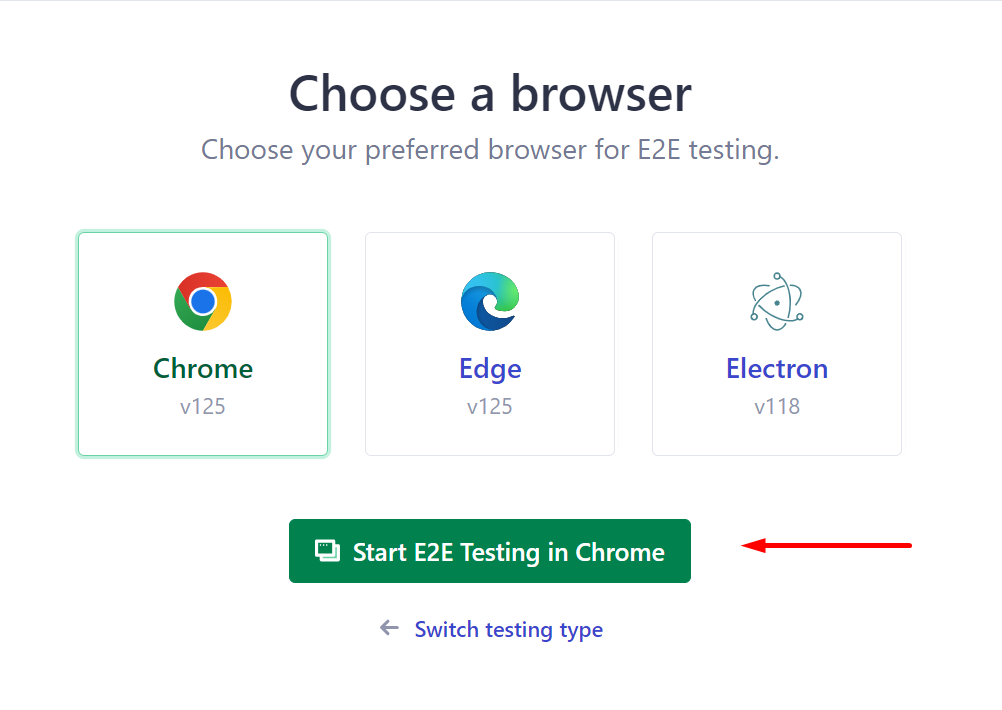 Choose a browser
Choose your preferred browser for E2E testing.
Chrome
v125
Edge
v125
Electron
v118
Start E2E Testing in Chrome
Switch testing type